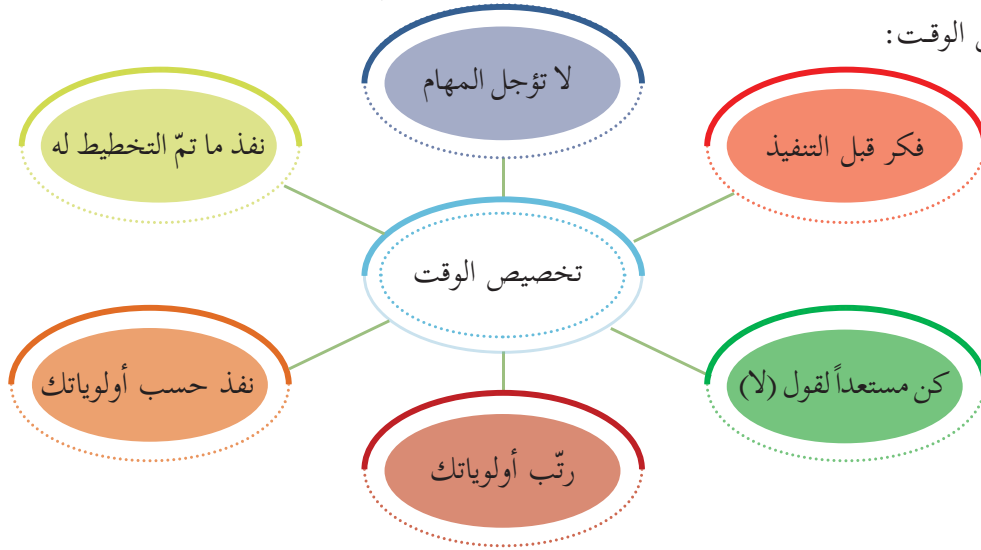 الوقت:
لا تؤجل المهام
فكر قبل التنفيذ
نفذ ما تمّ التخطيط له
تخصيص الوقت
كن مستعداً لقول (لا)
نفذ حسب أولوياتك
رتّب أولوياتك